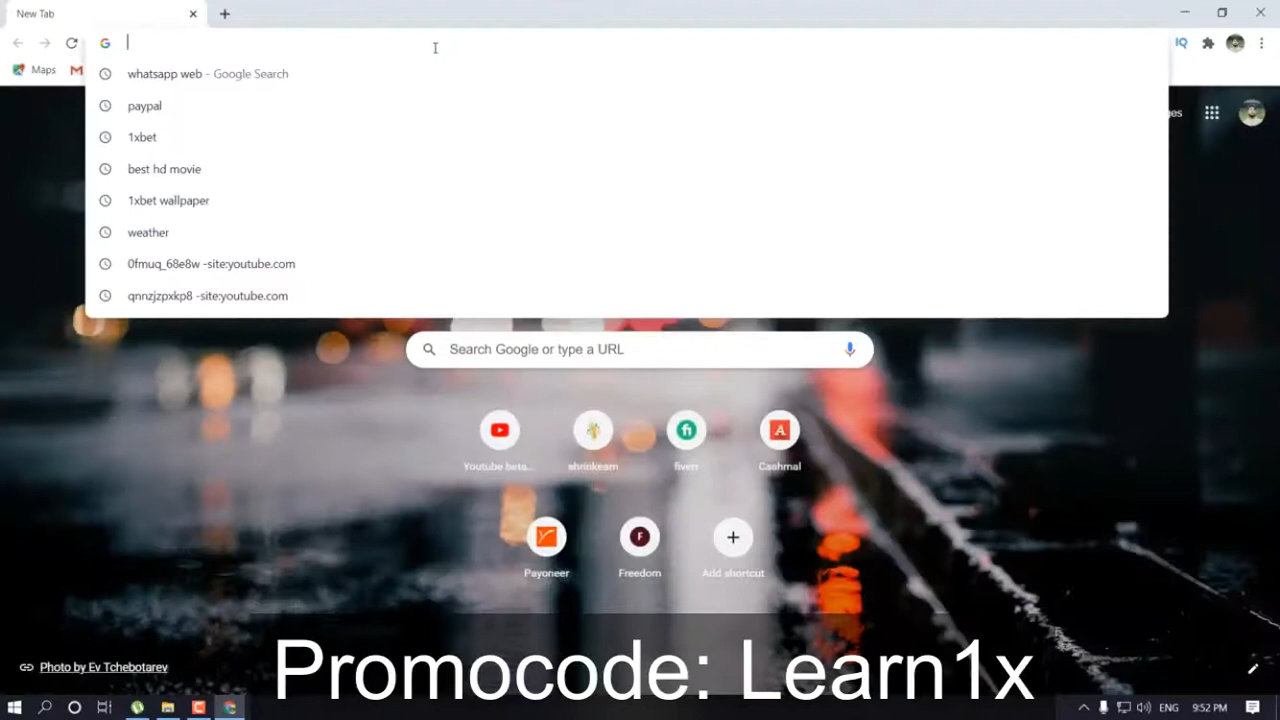 New Tab
whatsapp web - Google Search
Maps
paypal
1xbet
best hd movie
1xbet wallpaper
weather
0fmuq_68e8w -site:youtube.com
qnnzjzpxkp8 -site:youtube.com
Search Google or type a URL
Youtube beta...
shrinkearn
fiverr
Cashmal
Payoneer
Freedom
Add shortcut
Photo by Ev Tchebotarev
Promocode: Learn1x
ENG
9:52 PM